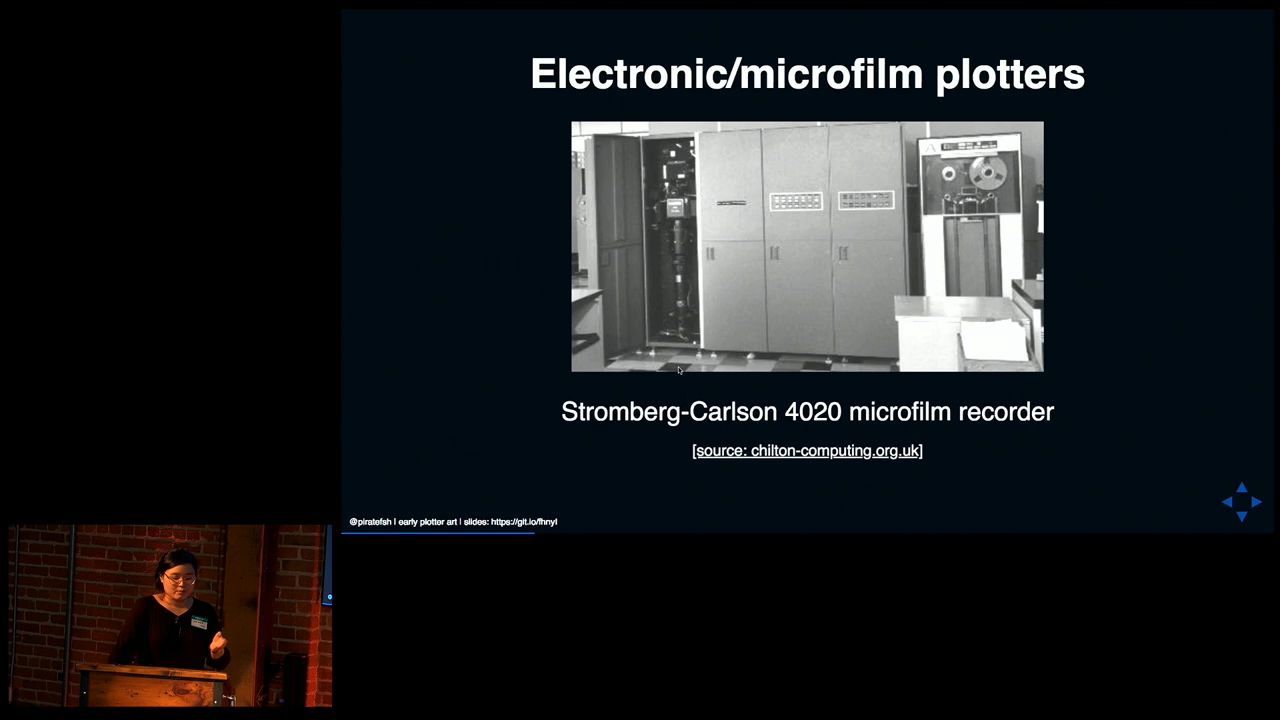 Electronic/microfilm plotters
Stromberg-Carlson 4020 microfilm recorder
[source: chilton-computing.org.uk]
@piratefsh | early plotter art | slides: https://git.io/fhnyI